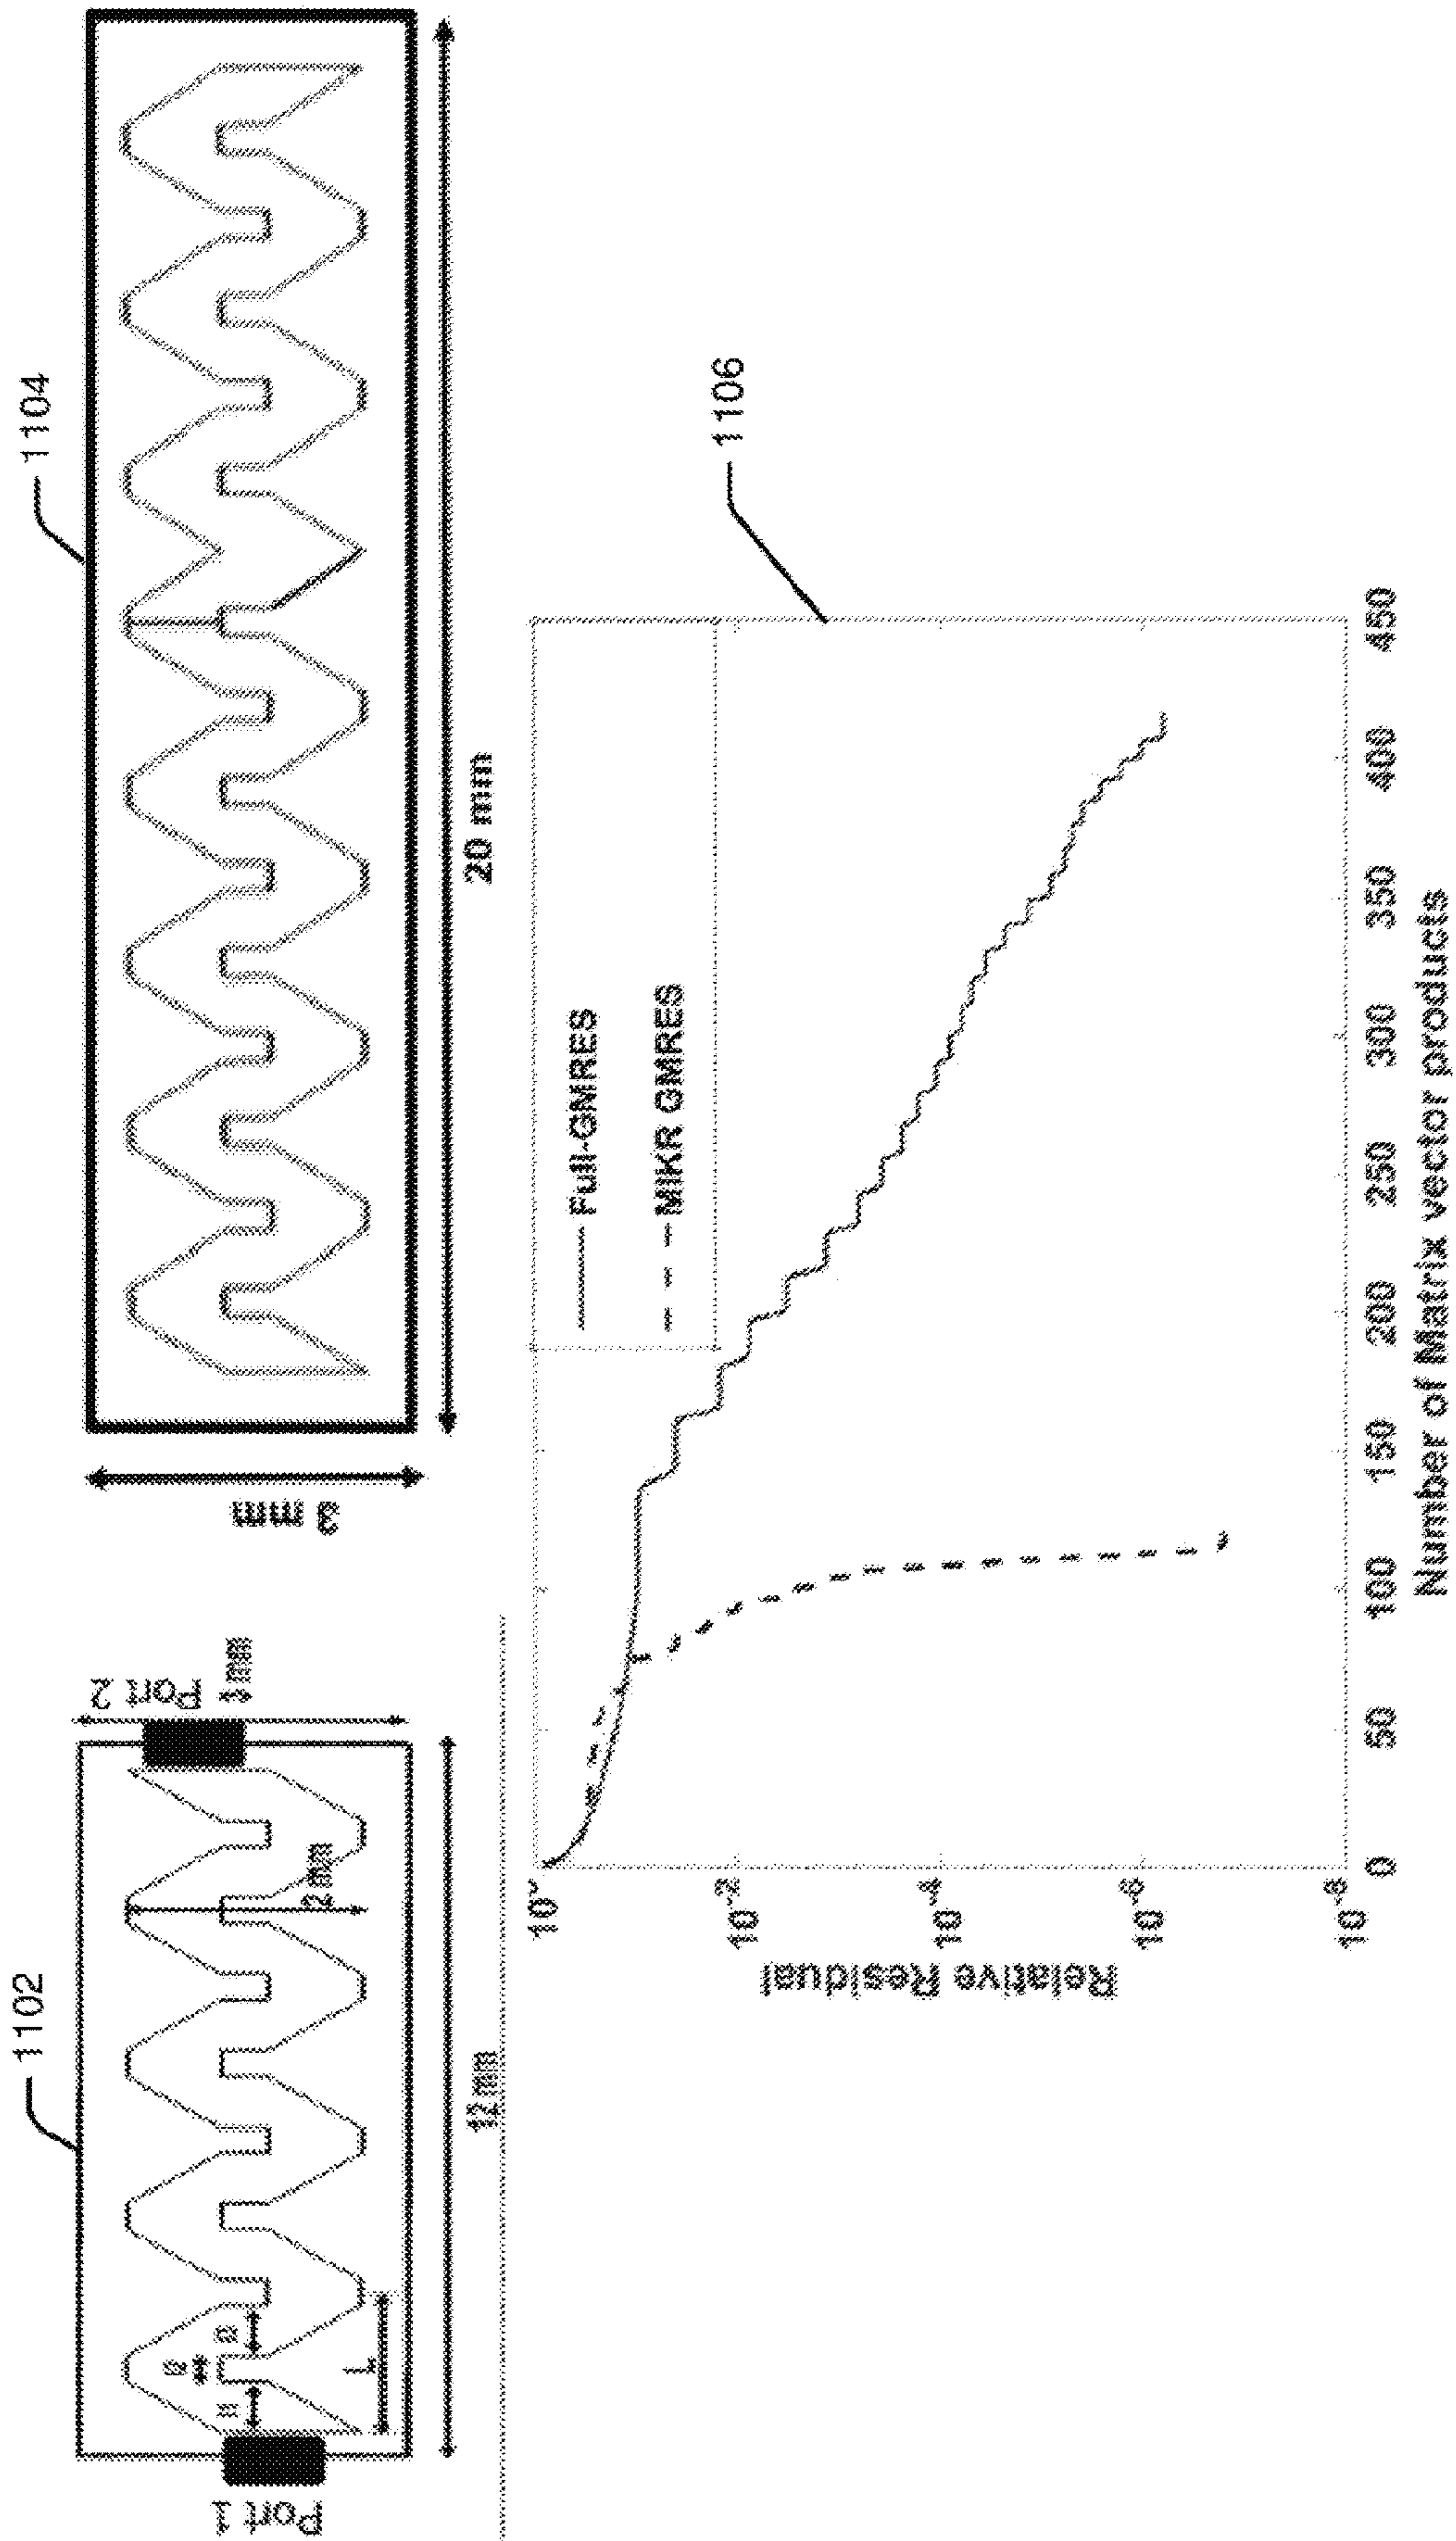 1102
Port 1
Port 2
1 mm
2 mm
L
12 mm
1104
3 mm
20 mm
1106
Full-GMRES
MKR GMRES
Relative Residual
10^-2
10^-4
10^-6
10^-8
0
50
100
150
200
250
300
350
400
450
Number of Matrix vector products